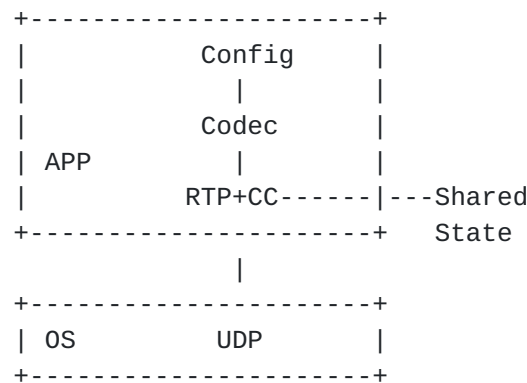 +-----------------------+
|            Config     |
|              |        |
|            Codec      |
| APP          |        |
|           RTP+CC------|---Shared
+-----------------------+   State
              |
+-----------------------+
| OS         UDP        |
+-----------------------+